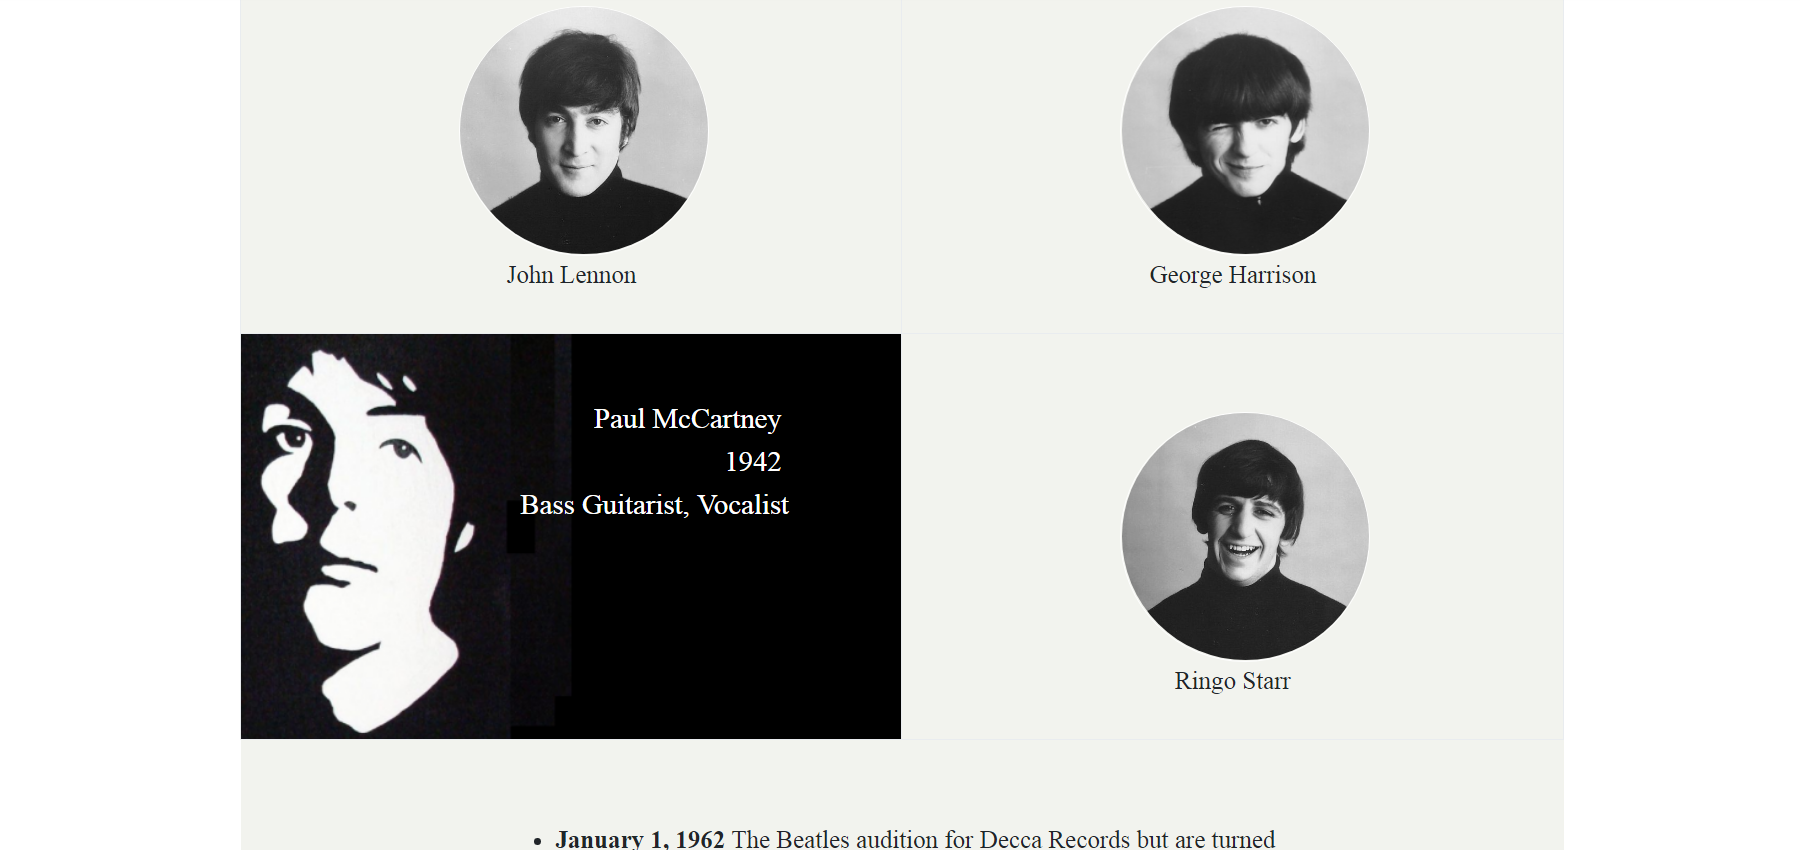 John Lennon
George Harrison
Paul McCartney
1942
Bass Guitarist, Vocalist
Ringo Starr
• January 1, 1962 The Beatles audition for Decca Records but are turned